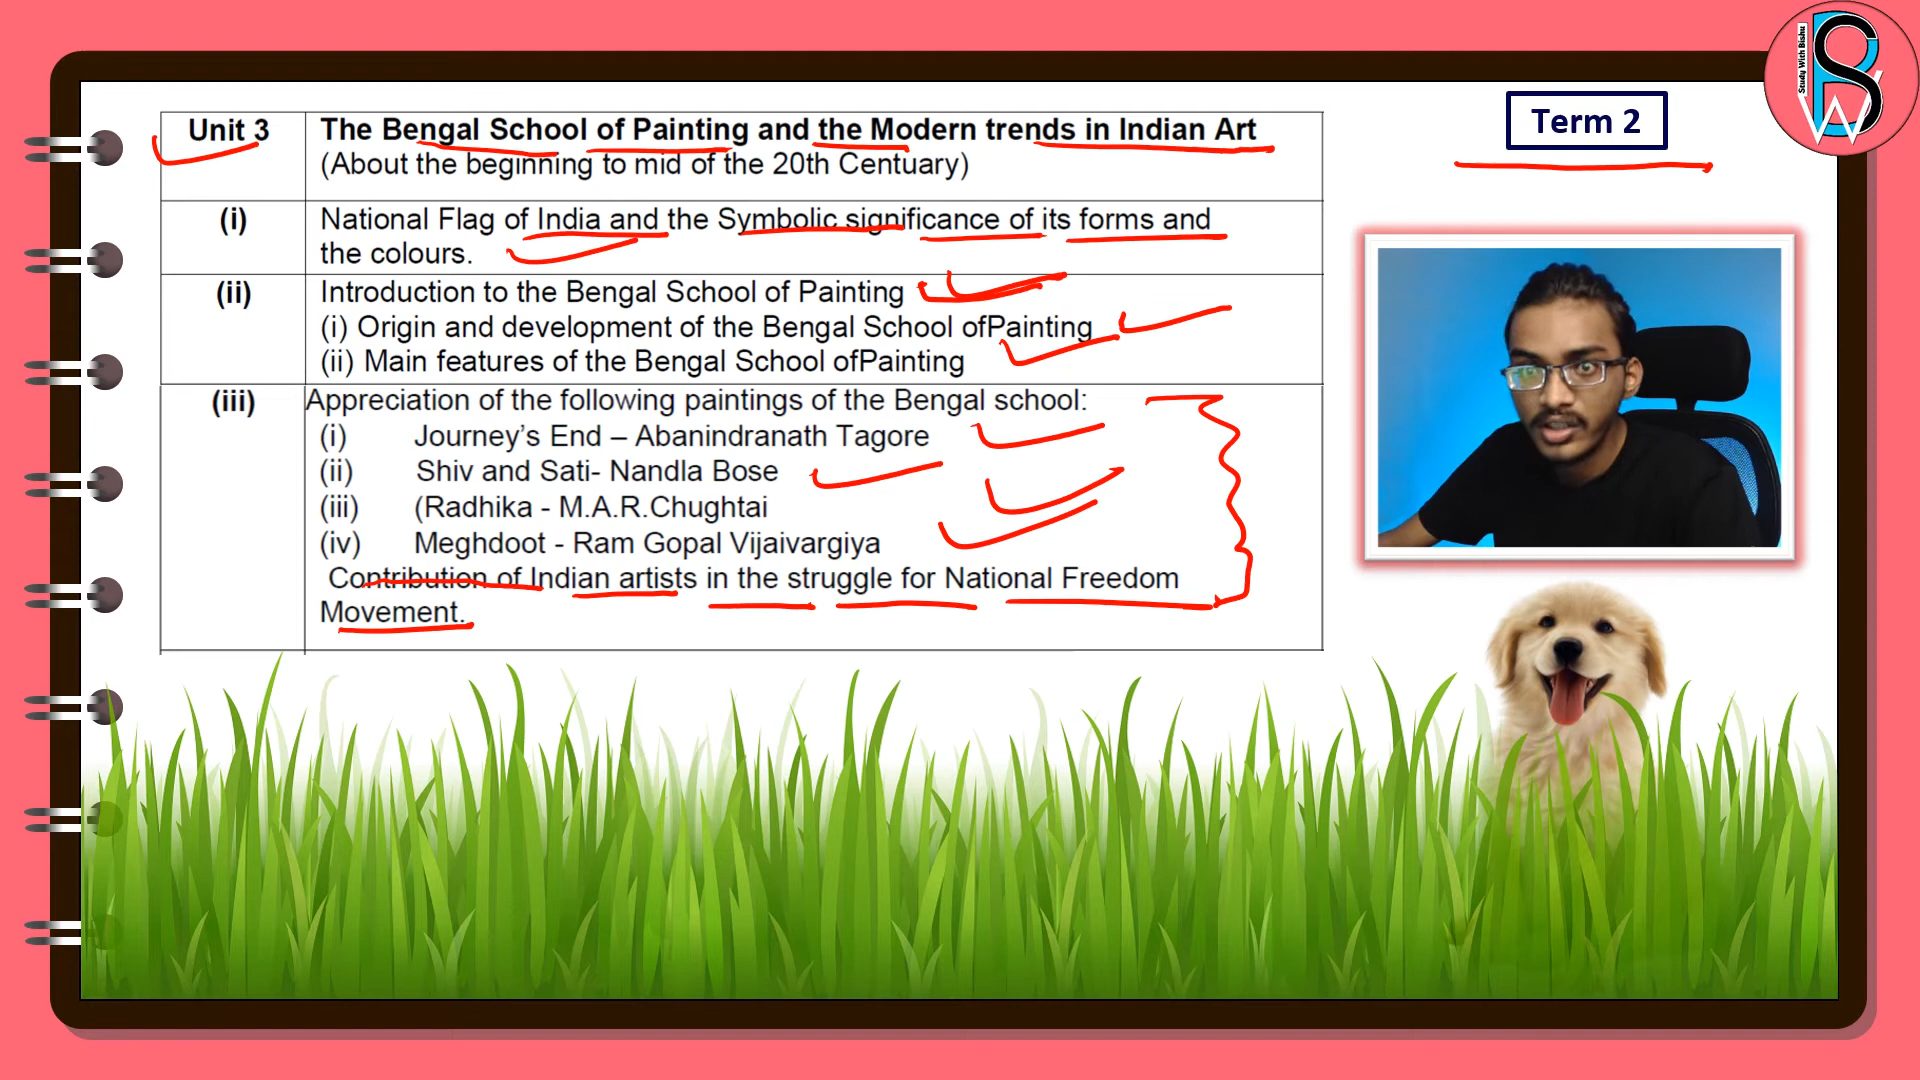 Unit 3
The Bengal School of Painting and the Modern trends in Indian Art
(About the beginning to mid of the 20th Centuary)
(i)
National Flag of India and the Symbolic significance of its forms and
the colours.
(ii)
Introduction to the Bengal School of Painting
(i) Origin and development of the Bengal School ofPainting
(ii) Main features of the Bengal School ofPainting
(iii)
Appreciation of the following paintings of the Bengal school:
(i) Journey's End – Abanindranath Tagore
(ii) Shiv and Sati- Nandla Bose
(iii) (Radhika - M.A.R.Chughtai
(iv) Meghdoot - Ram Gopal Vijaivargiya
Contribution of Indian artists in the struggle for National Freedom
Movement.
Term 2
Study With Bishu
BSW